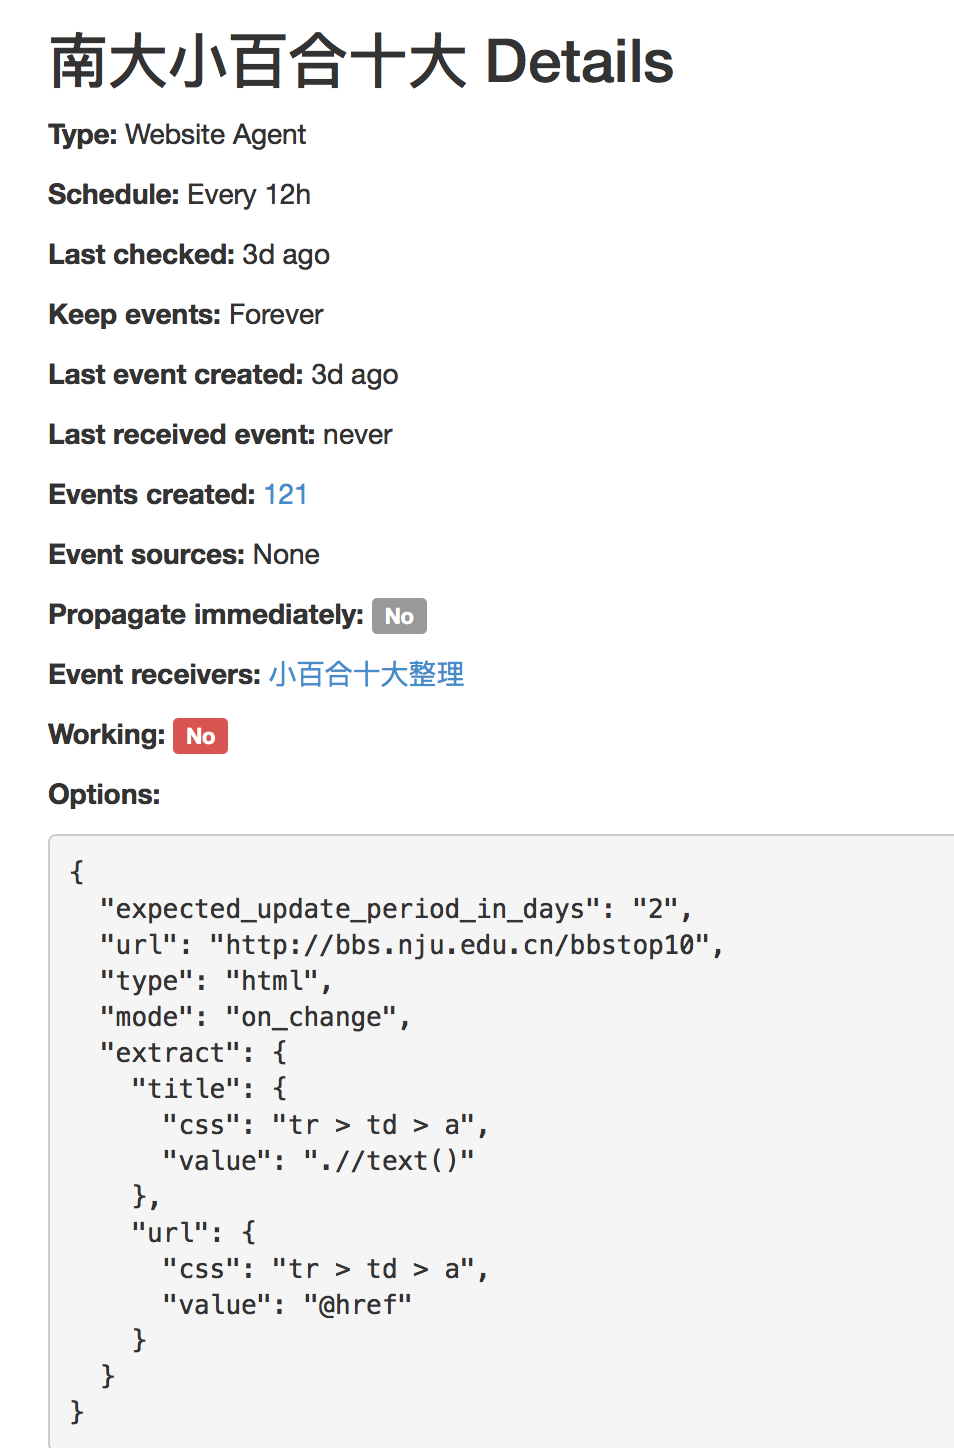 南大小百合十大 Details
Type: Website Agent
Schedule: Every 12h
Last checked: 3d ago
Keep events: Forever
Last event created: 3d ago
Last received event: never
Events created: 121
Event sources: None
Propagate immediately: No
Event receivers: 小百合十大整理
Working: No
Options:
{
  "expected_update_period_in_days": "2",
  "url": "http://bbs.nju.edu.cn/bbstop10",
  "type": "html",
  "mode": "on_change",
  "extract": {
    "title": {
      "css": "tr > td > a",
      "value": ".//text()"
    },
    "url": {
      "css": "tr > td > a",
      "value": "@href"
    }
  }
}